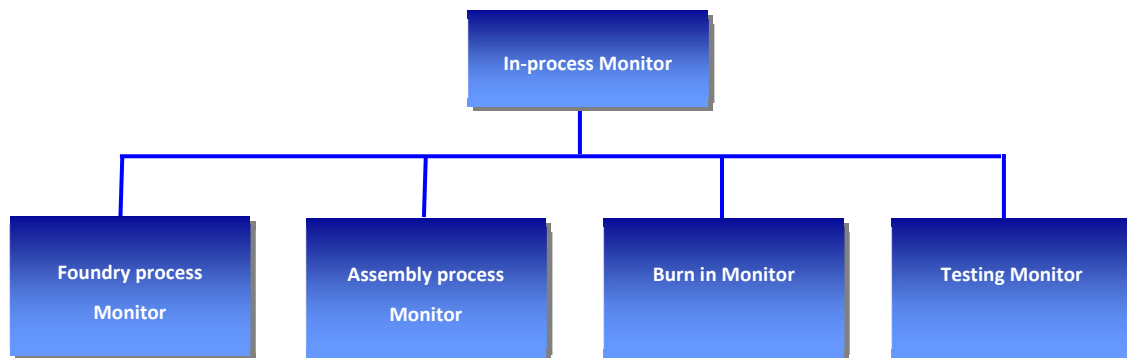 In-process Monitor
Foundry process
Monitor
Assembly process
Monitor
Burn in Monitor
Testing Monitor